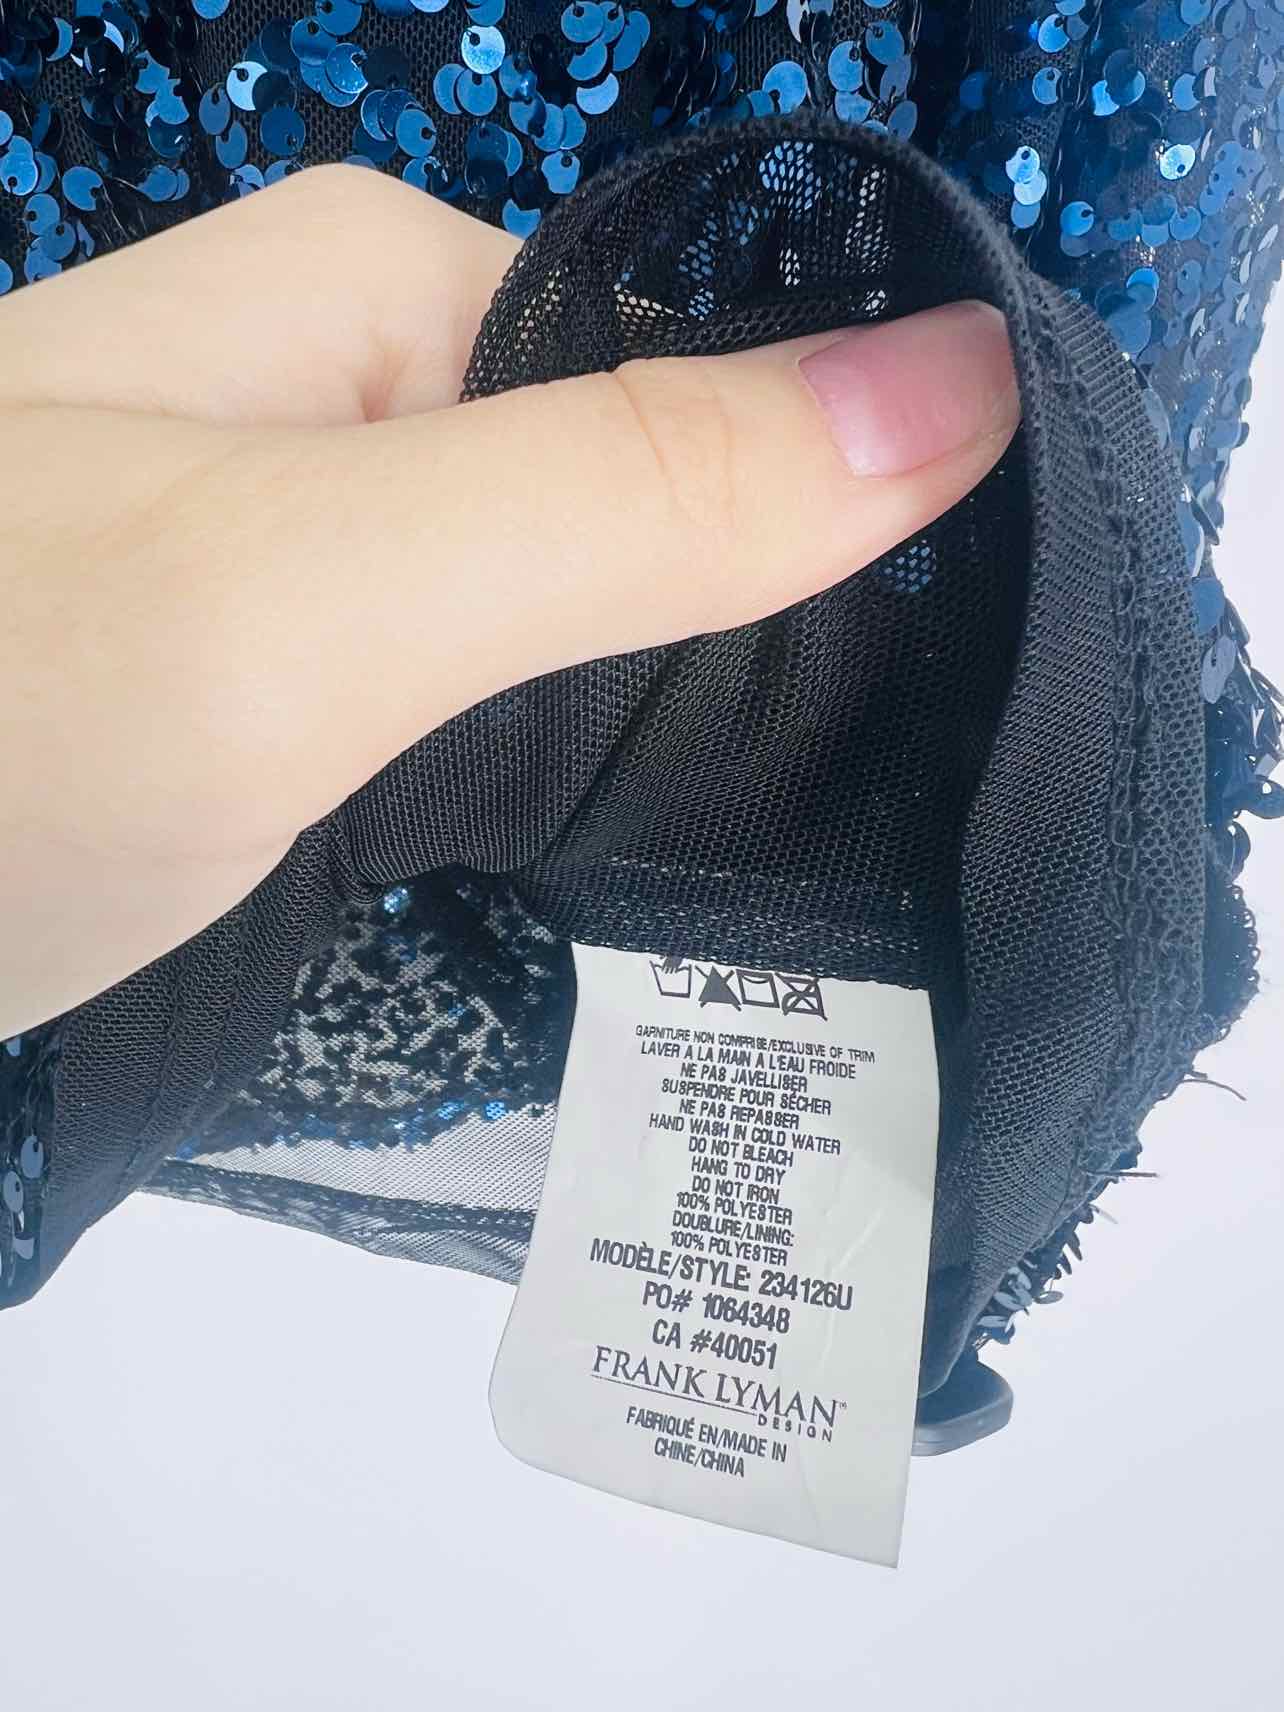 GARNITURE NON COMPRISE/EXCLUSIVE OF TRIM
LAVER A LA MAIN A L'EAU FROIDE
NE PAS JAVELLISER
SUSPENDRE POUR SÉCHER
NE PAS REPASSER
HAND WASH IN COLD WATER
DO NOT BLEACH
HANG TO DRY
DO NOT IRON
100% POLYESTER
DOUBLURE/LINING:
100% POLYESTER
MODÈLE/STYLE: 234126U
PO# 1064348
CA #40051
FRANK LYMAN™
DESIGN
FABRIQUÉ EN/MADE IN
CHINE/CHINA